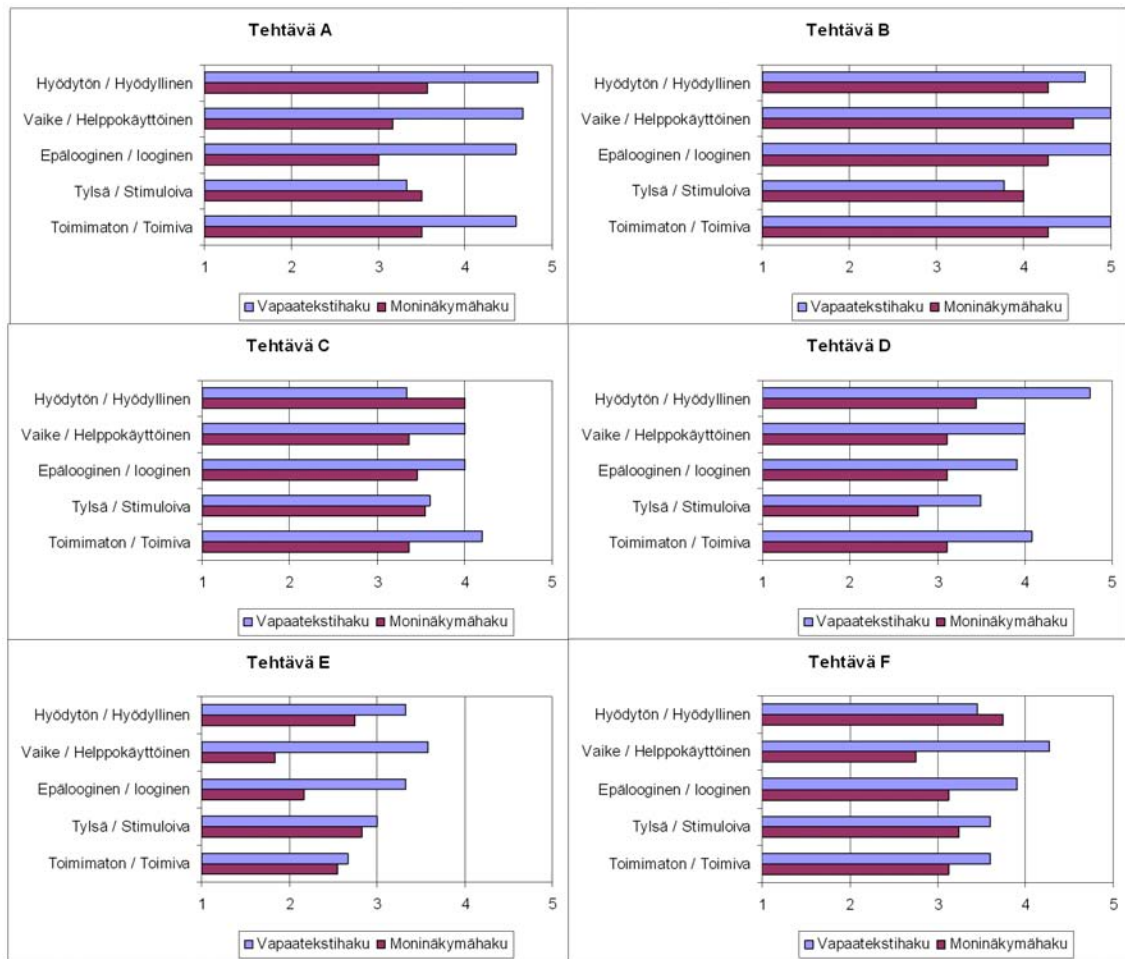 Tehtävä A
Hyödytön / Hyödyllinen
Vaike / Helppokäyttöinen
Epälooginen / looginen
Tylsä / Stimuloiva
Toimimaton / Toimiva
1 2 3 4 5
Vapaatekstihaku Moninäkymähaku
Tehtävä B
Hyödytön / Hyödyllinen
Vaike / Helppokäyttöinen
Epälooginen / looginen
Tylsä / Stimuloiva
Toimimaton / Toimiva
1 2 3 4 5
Vapaatekstihaku Moninäkymähaku
Tehtävä C
Hyödytön / Hyödyllinen
Vaike / Helppokäyttöinen
Epälooginen / looginen
Tylsä / Stimuloiva
Toimimaton / Toimiva
1 2 3 4 5
Vapaatekstihaku Moninäkymähaku
Tehtävä D
Hyödytön / Hyödyllinen
Vaike / Helppokäyttöinen
Epälooginen / looginen
Tylsä / Stimuloiva
Toimimaton / Toimiva
1 2 3 4 5
Vapaatekstihaku Moninäkymähaku
Tehtävä E
Hyödytön / Hyödyllinen
Vaike / Helppokäyttöinen
Epälooginen / looginen
Tylsä / Stimuloiva
Toimimaton / Toimiva
1 2 3 4 5
Vapaatekstihaku Moninäkymähaku
Tehtävä F
Hyödytön / Hyödyllinen
Vaike / Helppokäyttöinen
Epälooginen / looginen
Tylsä / Stimuloiva
Toimimaton / Toimiva
1 2 3 4 5
Vapaatekstihaku Moninäkymähaku